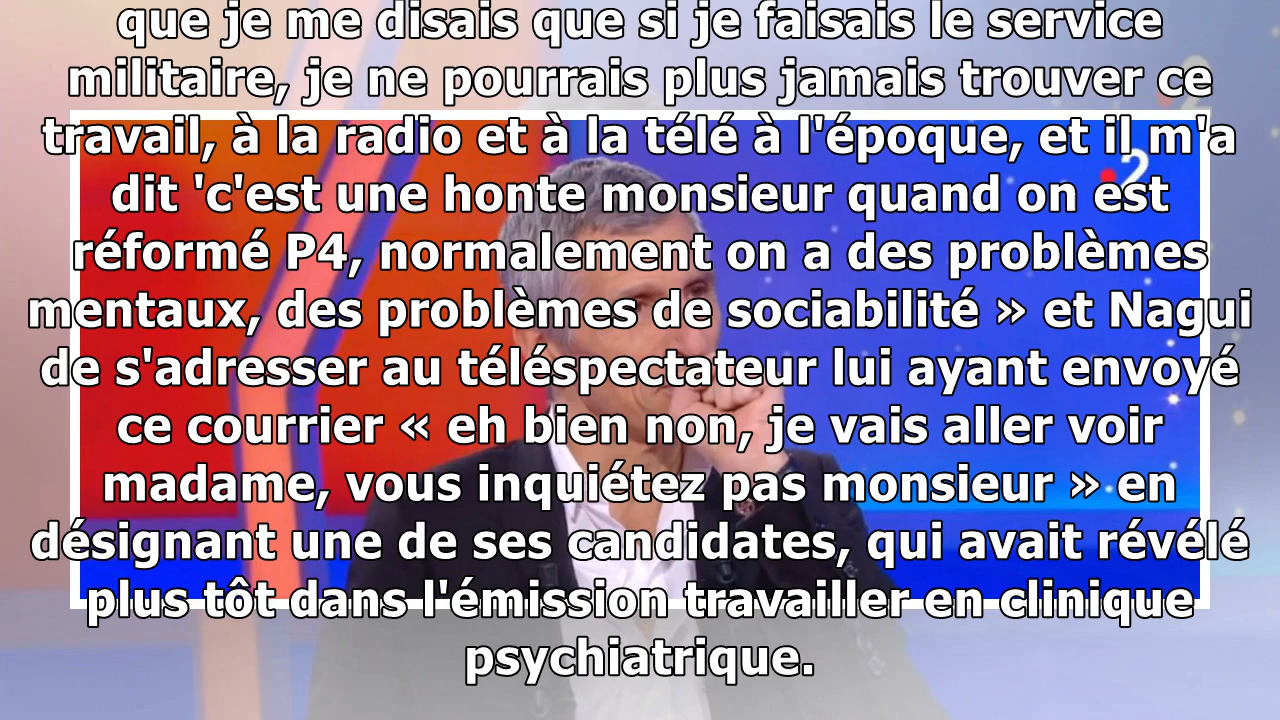 que je me disais que si je faisais le service
militaire, je ne pourrais plus jamais trouver ce
travail, à la radio et à la télé à l'époque, et il m'a
dit 'c'est une honte monsieur quand on est
réformé P4, normalement on a des problèmes
mentaux, des problèmes de sociabilité » et Nagui
de s'adresser au téléspectateur lui ayant envoyé
ce courrier « eh bien non, je vais aller voir
madame, vous inquiétez pas monsieur » en
désignant une de ses candidates, qui avait révélé
plus tôt dans l'émission travailler en clinique
psychiatrique.
2